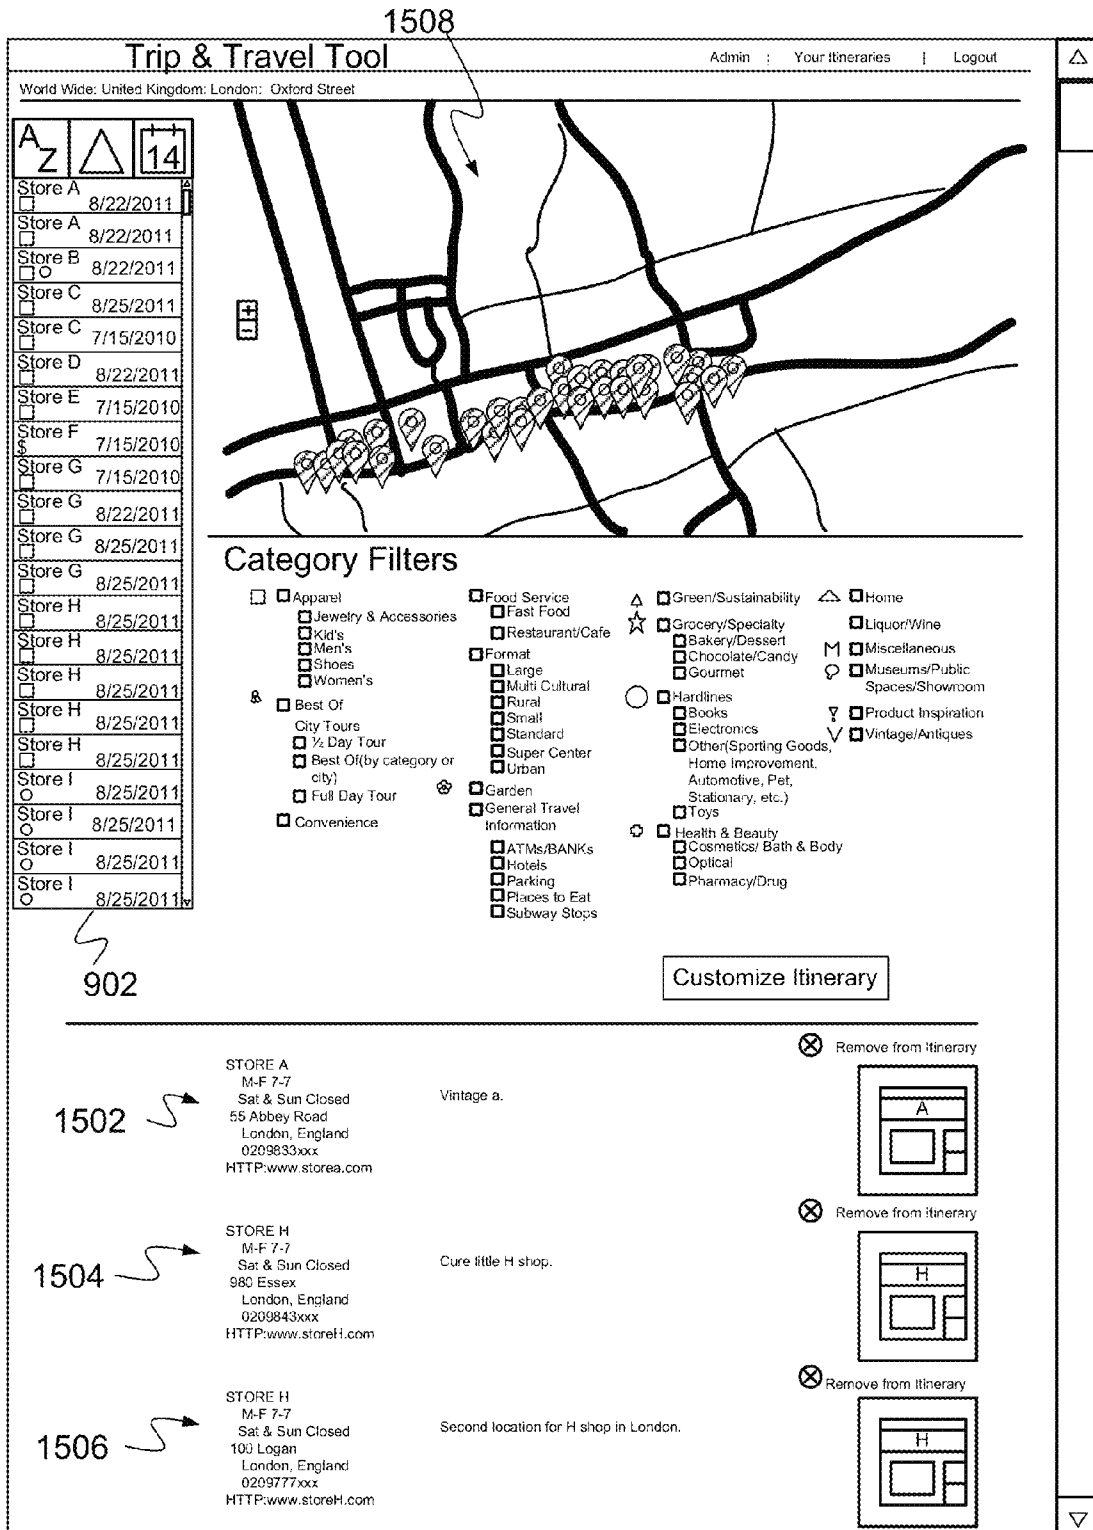 1508
Trip & Travel Tool
Admin
Your Itineraries
Logout
World Wide: United Kingdom: London: Oxford Street
A
Z
14
Store A
8/22/2011
Store A
8/22/2011
Store B
8/22/2011
Store C
8/25/2011
Store C
7/15/2010
Store D
8/22/2011
Store E
7/15/2010
Store F
$
7/15/2010
Store G
7/15/2010
Store G
8/22/2011
Store G
8/25/2011
Store G
8/25/2011
Store H
8/25/2011
Store H
8/25/2011
Store H
8/25/2011
Store H
8/25/2011
Store H
8/25/2011
Store I
8/25/2011
Store I
8/25/2011
Store I
8/25/2011
Store I
8/25/2011
902
+
-
Category Filters
Apparel
Jewelry & Accessories
Kid's
Men's
Shoes
Women's
Best Of
City Tours
½ Day Tour
Best Of(by category or
city)
Full Day Tour
Convenience
Food Service
Fast Food
Restaurant/Cafe
Format
Large
Multi Cultural
Rural
Small
Standard
Super Center
Urban
Garden
General Travel
Information
ATMs/BANKs
Hotels
Parking
Places to Eat
Subway Stops
Green/Sustainability
Grocery/Specialty
Bakery/Dessert
Chocolate/Candy
Gourmet
Hardlines
Books
Electronics
Other(Sporting Goods,
Home Improvement,
Automotive, Pet,
Stationary, etc.)
Toys
Health & Beauty
Cosmetics/ Bath & Body
Optical
Pharmacy/Drug
Home
Liquor/Wine
M Miscellaneous
Museums/Public
Spaces/Showroom
Product Inspiration
Vintage/Antiques
Customize Itinerary
Remove from Itinerary
1502
STORE A
M-F 7-7
Sat & Sun Closed
55 Abbey Road
London, England
0209833xxx
HTTP:www.storea.com
Vintage a.
A
Remove from Itinerary
1504
STORE H
M-F 7-7
Sat & Sun Closed
980 Essex
London, England
0209843xxx
HTTP:www.storeH.com
Cure little H shop.
H
Remove from Itinerary
1506
STORE H
M-F 7-7
Sat & Sun Closed
100 Logan
London, England
0209777xxx
HTTP:www.storeH.com
Second location for H shop in London.
H